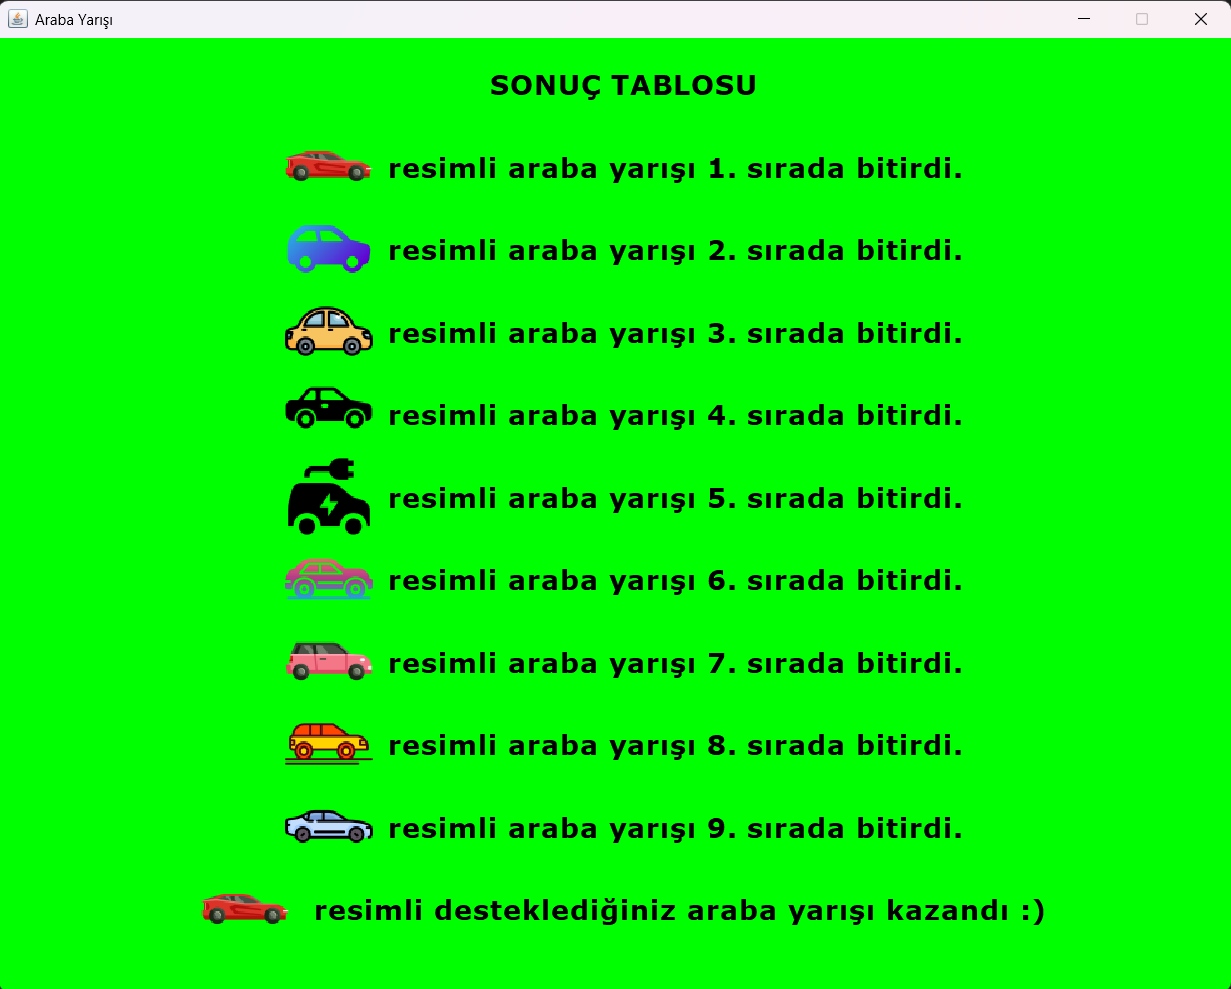 Araba Yarışı
SONUÇ TABLOSU
resimli araba yarışı 1. sırada bitirdi.
resimli araba yarışı 2. sırada bitirdi.
resimli araba yarışı 3. sırada bitirdi.
resimli araba yarışı 4. sırada bitirdi.
resimli araba yarışı 5. sırada bitirdi.
resimli araba yarışı 6. sırada bitirdi.
resimli araba yarışı 7. sırada bitirdi.
resimli araba yarışı 8. sırada bitirdi.
resimli araba yarışı 9. sırada bitirdi.
resimli desteklediğiniz araba yarışı kazandı :)